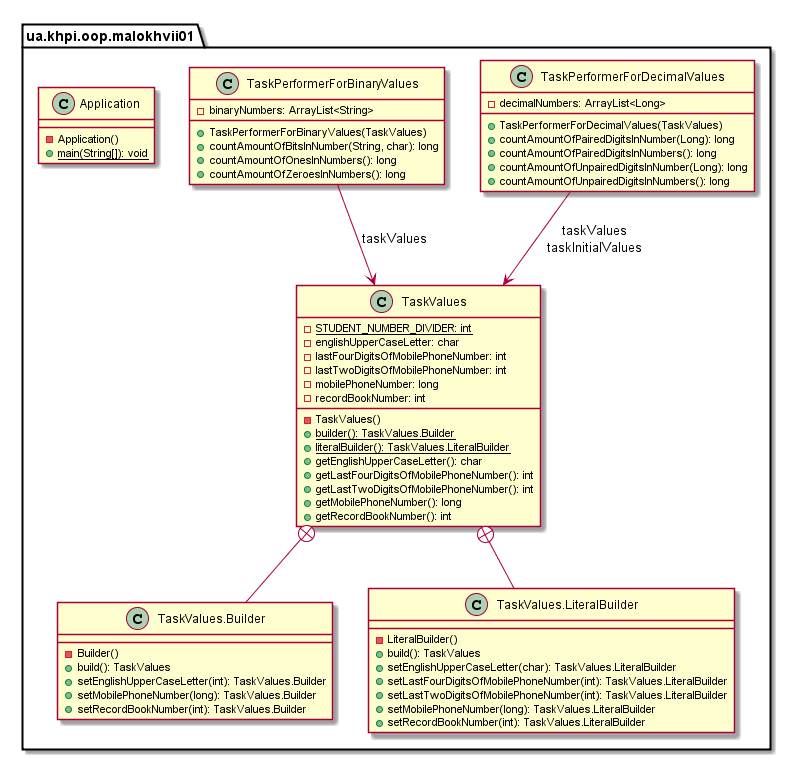 ua.khpi.oop.malokhvii01
C Application
Application()
main(String[]): void
C TaskPerformerForBinaryValues
binaryNumbers: ArrayList<String>
TaskPerformerForBinaryValues(TaskValues)
countAmountOfBitsInNumber(String, char): long
countAmountOfOnesInNumbers(): long
countAmountOfZeroesInNumbers(): long
C TaskPerformerForDecimalValues
decimalNumbers: ArrayList<Long>
TaskPerformerForDecimalValues(TaskValues)
countAmountOfPairedDigitsInNumber(Long): long
countAmountOfPairedDigitsInNumbers(): long
countAmountOfUnpairedDigitsInNumber(Long): long
countAmountOfUnpairedDigitsInNumbers(): long
taskValues
taskValues
taskInitialValues
C TaskValues
STUDENT_NUMBER_DIVIDER: int
englishUpperCaseLetter: char
lastFourDigitsOfMobilePhoneNumber: int
lastTwoDigitsOfMobilePhoneNumber: int
mobilePhoneNumber: long
recordBookNumber: int
TaskValues()
builder(): TaskValues.Builder
literalBuilder(): TaskValues.LiteralBuilder
getEnglishUpperCaseLetter(): char
getLastFourDigitsOfMobilePhoneNumber(): int
getLastTwoDigitsOfMobilePhoneNumber(): int
getMobilePhoneNumber(): long
getRecordBookNumber(): int
C TaskValues.Builder
Builder()
build(): TaskValues
setEnglishUpperCaseLetter(int): TaskValues.Builder
setMobilePhoneNumber(long): TaskValues.Builder
setRecordBookNumber(int): TaskValues.Builder
C TaskValues.LiteralBuilder
LiteralBuilder()
build(): TaskValues
setEnglishUpperCaseLetter(char): TaskValues.LiteralBuilder
setLastFourDigitsOfMobilePhoneNumber(int): TaskValues.LiteralBuilder
setLastTwoDigitsOfMobilePhoneNumber(int): TaskValues.LiteralBuilder
setMobilePhoneNumber(long): TaskValues.LiteralBuilder
setRecordBookNumber(int): TaskValues.LiteralBuilder